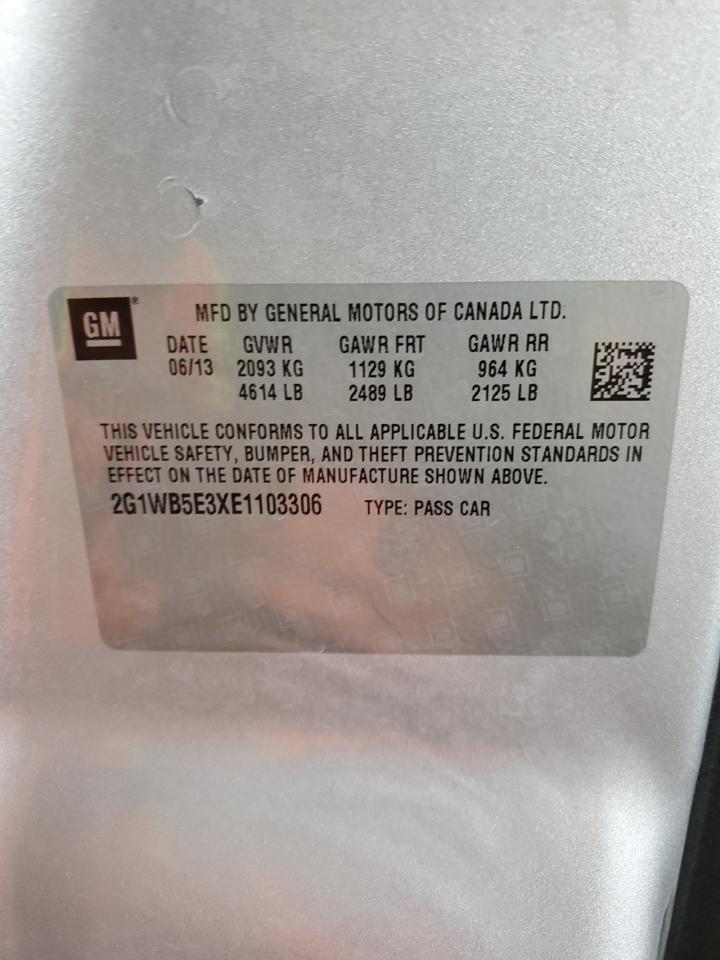 GM®
MFD BY GENERAL MOTORS OF CANADA LTD.
DATE GVWR GAWR FRT GAWR RR
06/13 2093 KG 1129 KG 964 KG
4614 LB 2489 LB 2125 LB
THIS VEHICLE CONFORMS TO ALL APPLICABLE U.S. FEDERAL MOTOR
VEHICLE SAFETY, BUMPER, AND THEFT PREVENTION STANDARDS IN
EFFECT ON THE DATE OF MANUFACTURE SHOWN ABOVE.
2G1WB5E3XE1103306 TYPE: PASS CAR